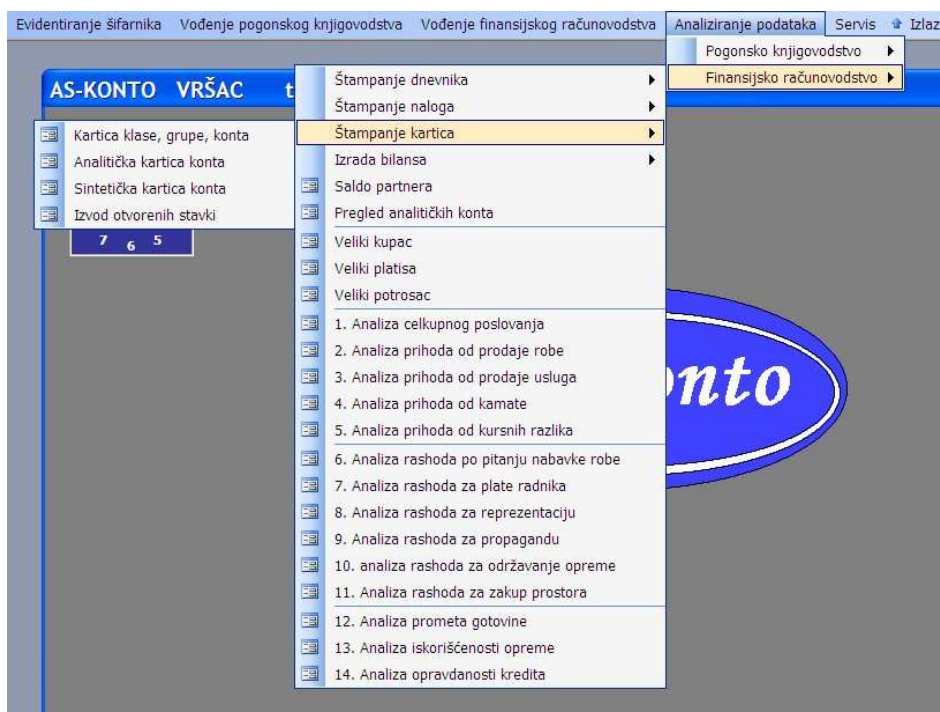 Evidentiranje šifarnika Vođenje pogonskog knjigovodstva Vođenje finansijskog računovodstva Analiziranje podataka Servis Izlaz
Pogonsko knjigovodstvo
Finansijsko računovodstvo
AS-KONTO VRŠAC t
Štampanje dnevnika
Štampanje naloga
Štampanje kartica
Izrada bilansa
Saldo partnera
Pregled analitičkih konta
Veliki kupac
Veliki platisa
Veliki potrosac
1. Analiza celkupnog poslovanja
2. Analiza prihoda od prodaje robe
3. Analiza prihoda od prodaje usluga
4. Analiza prihoda od kamate
5. Analiza prihoda od kursnih razlika
6. Analiza rashoda po pitanju nabavke robe
7. Analiza rashoda za plate radnika
8. Analiza rashoda za reprezentaciju
9. Analiza rashoda za propagandu
10. analiza rashoda za održavanje opreme
11. Analiza rashoda za zakup prostora
12. Analiza prometa gotovine
13. Analiza iskorišćenosti opreme
14. Analiza opravdanosti kredita
Kartica klase, grupe, konta
Analitička kartica konta
Sintetička kartica konta
Izvod otvorenih stavki
7 6 5
onto